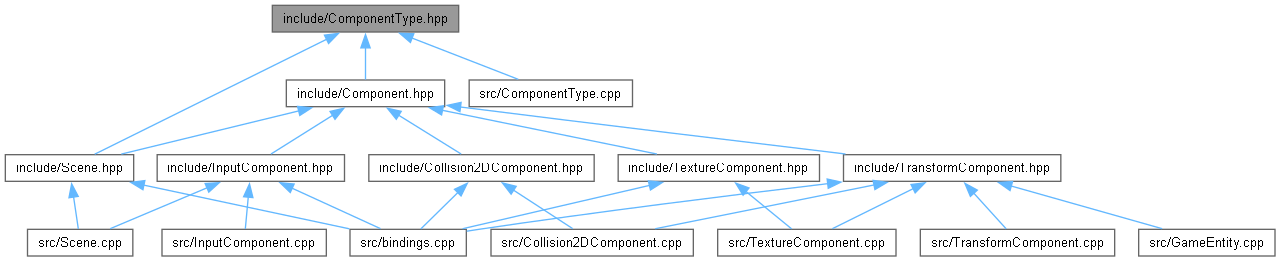 include/ComponentType.hpp
include/Component.hpp
src/ComponentType.cpp
include/Scene.hpp
include/InputComponent.hpp
include/Collision2DComponent.hpp
include/TextureComponent.hpp
include/TransformComponent.hpp
src/Scene.cpp
src/InputComponent.cpp
src/bindings.cpp
src/Collision2DComponent.cpp
src/TextureComponent.cpp
src/TransformComponent.cpp
src/GameEntity.cpp